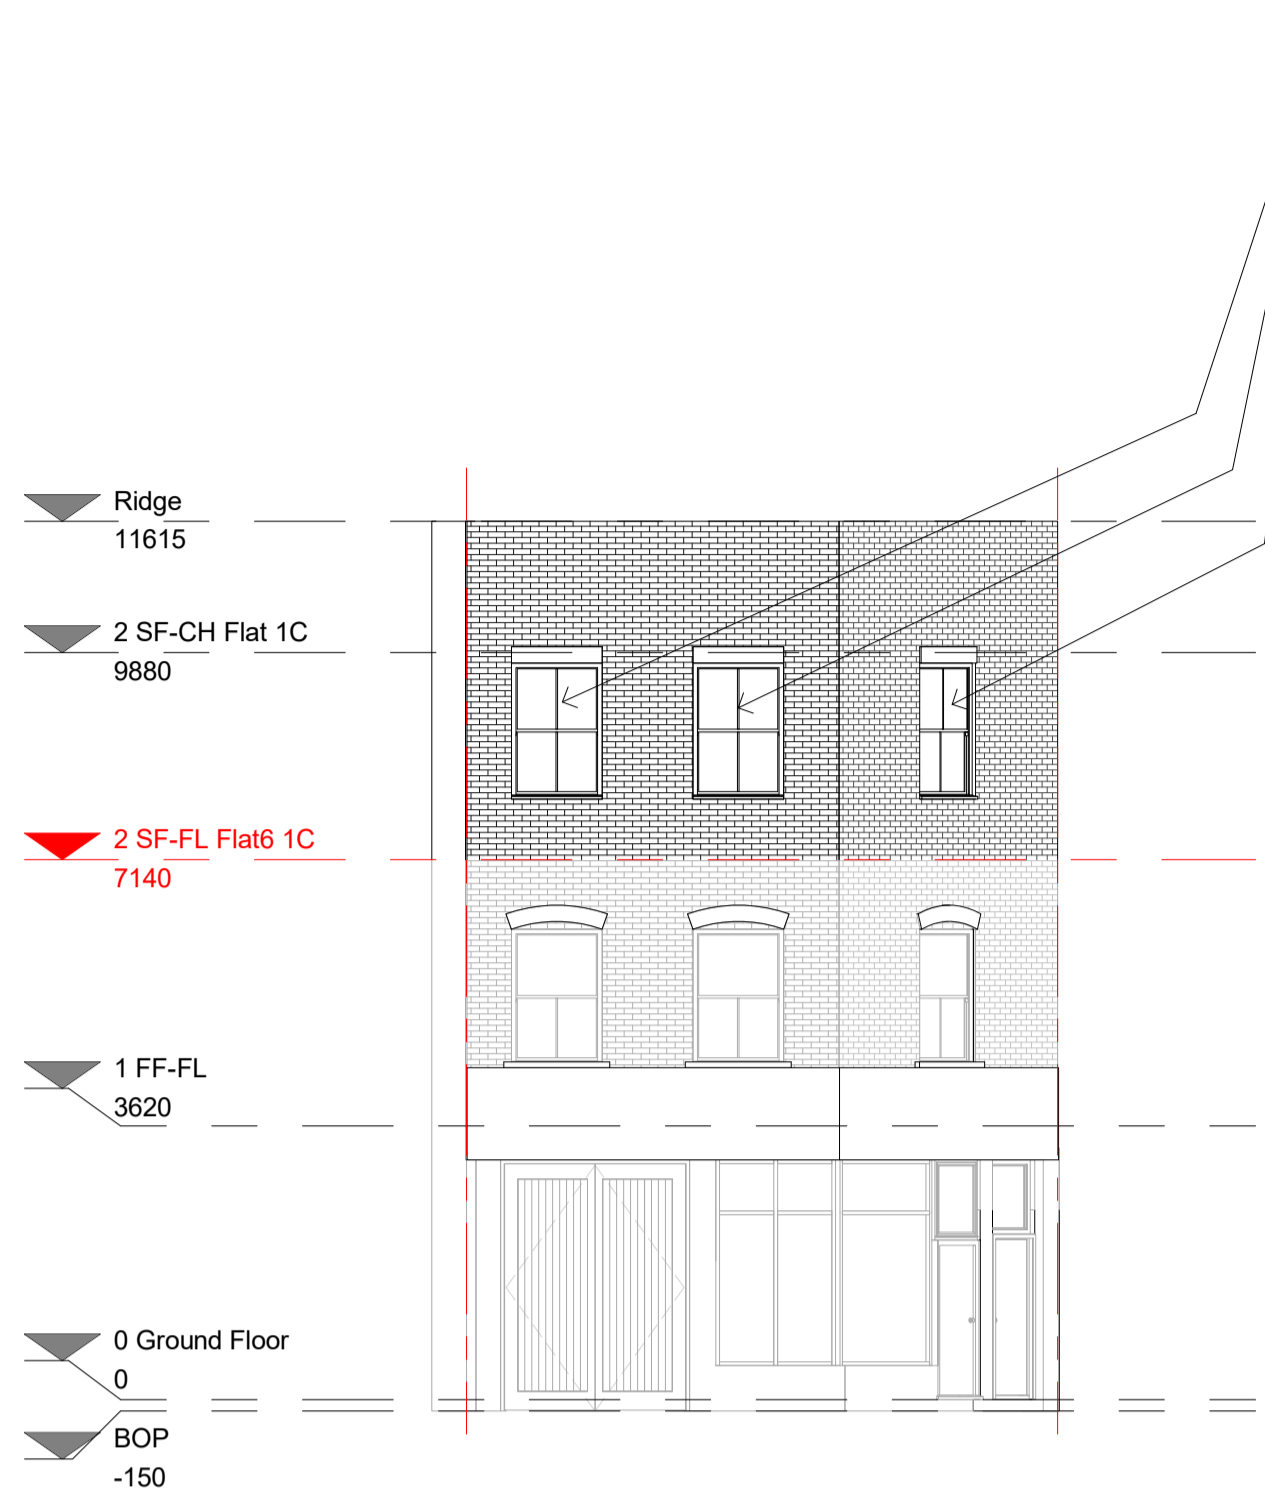 Ridge
11615
2 SF-CH Flat 1C
9880
2 SF-FL Flat6 1C
7140
1 FF-FL
3620
0 Ground Floor
0
BOP
-150